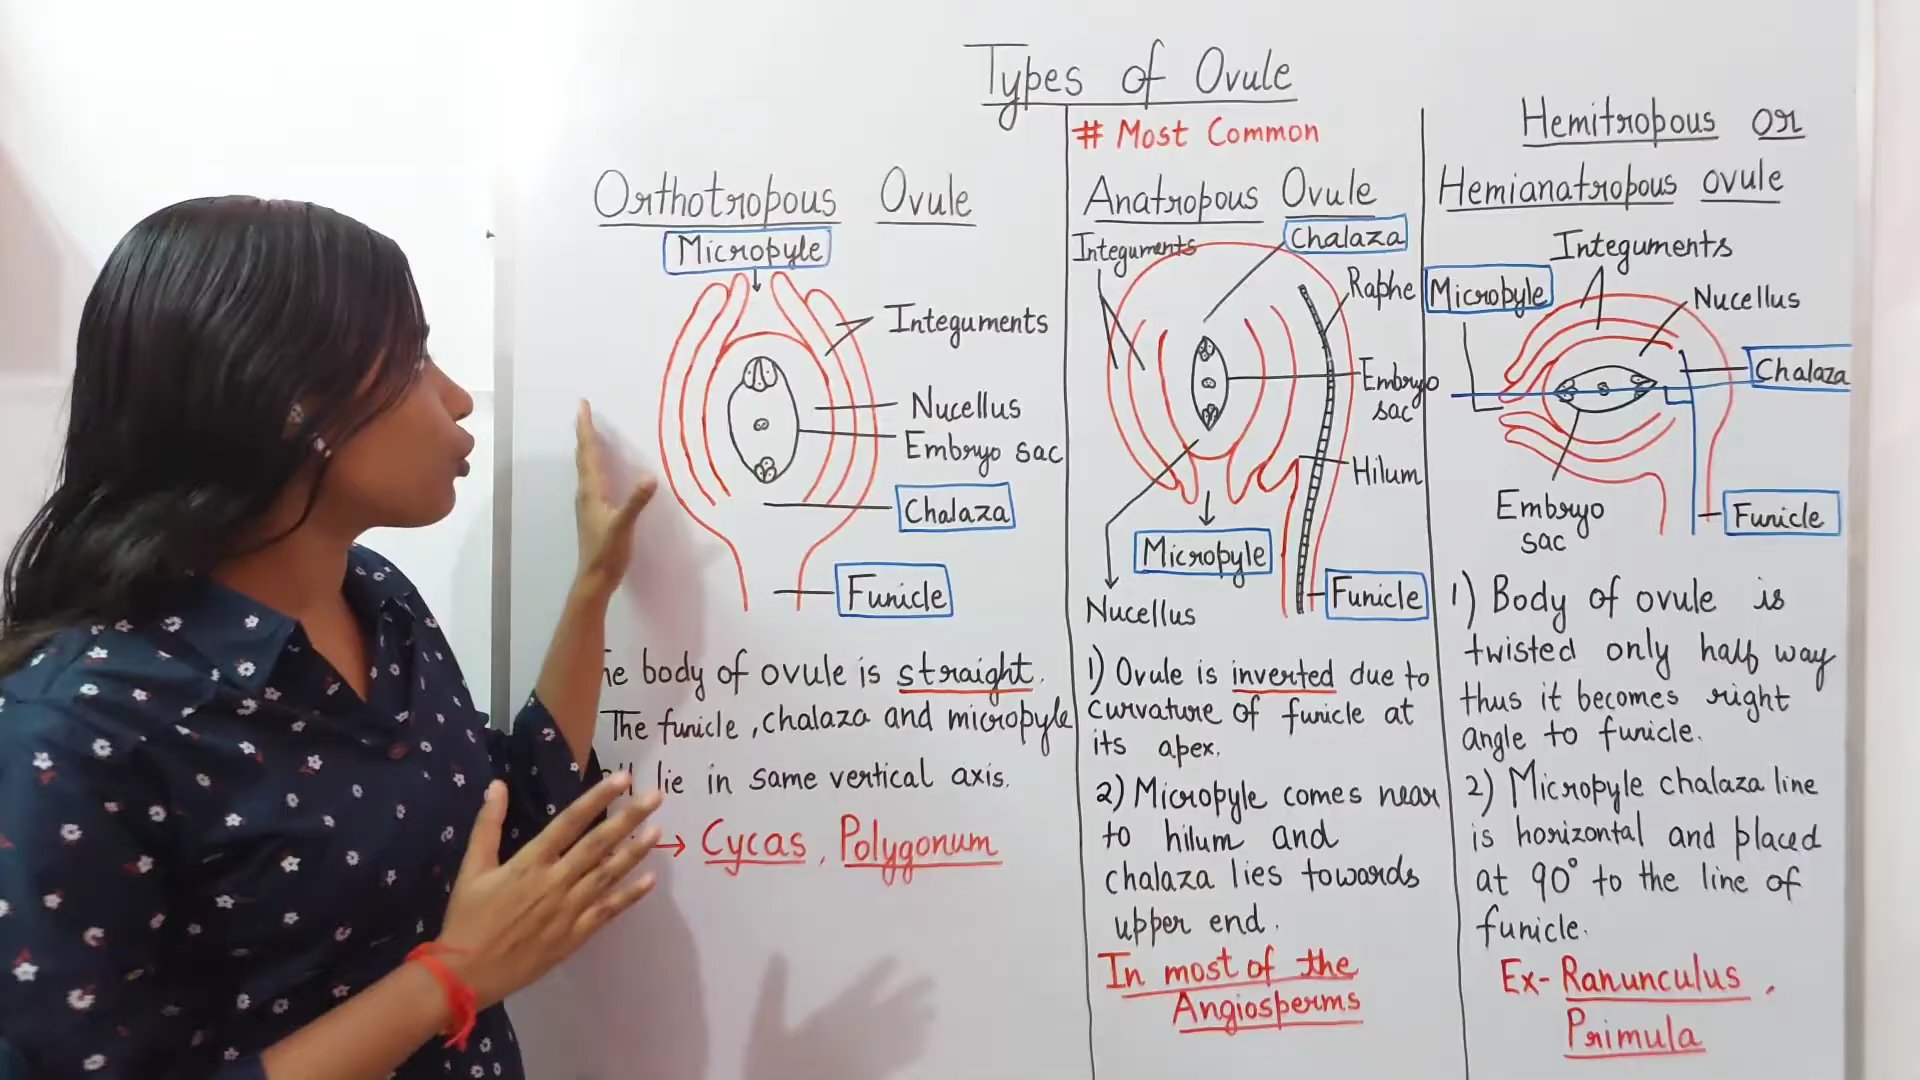 Types of Ovule
Orthotropous Ovule
Micropyle
Integuments
Nucellus
Embryo sac
Chalaza
Funicle
body of ovule is straight.
The funicle, chalaza and micropyle
lie in same vertical axis.
→ Cycas, Polygonum
# Most Common
Anatropous Ovule
Integuments
Chalaza
Raphe
Embryo
sac
Hilum
Micropyle
Funicle
Nucellus
1) Ovule is inverted due to
curvature of funicle at
its apex.
2) Micropyle comes near
to hilum and
chalaza lies towards
upper end.
In most of the
Angiosperms
Hemitropous or
Hemianatropous ovule
Integuments
Micropyle
Nucellus
Chalaza
Embryo
sac
Funicle
1) Body of ovule is
twisted only half way
thus it becomes right
angle to funicle.
2) Micropyle chalaza line
is horizontal and placed
at 90° to the line of
funicle.
Ex- Ranunculus,
Primula